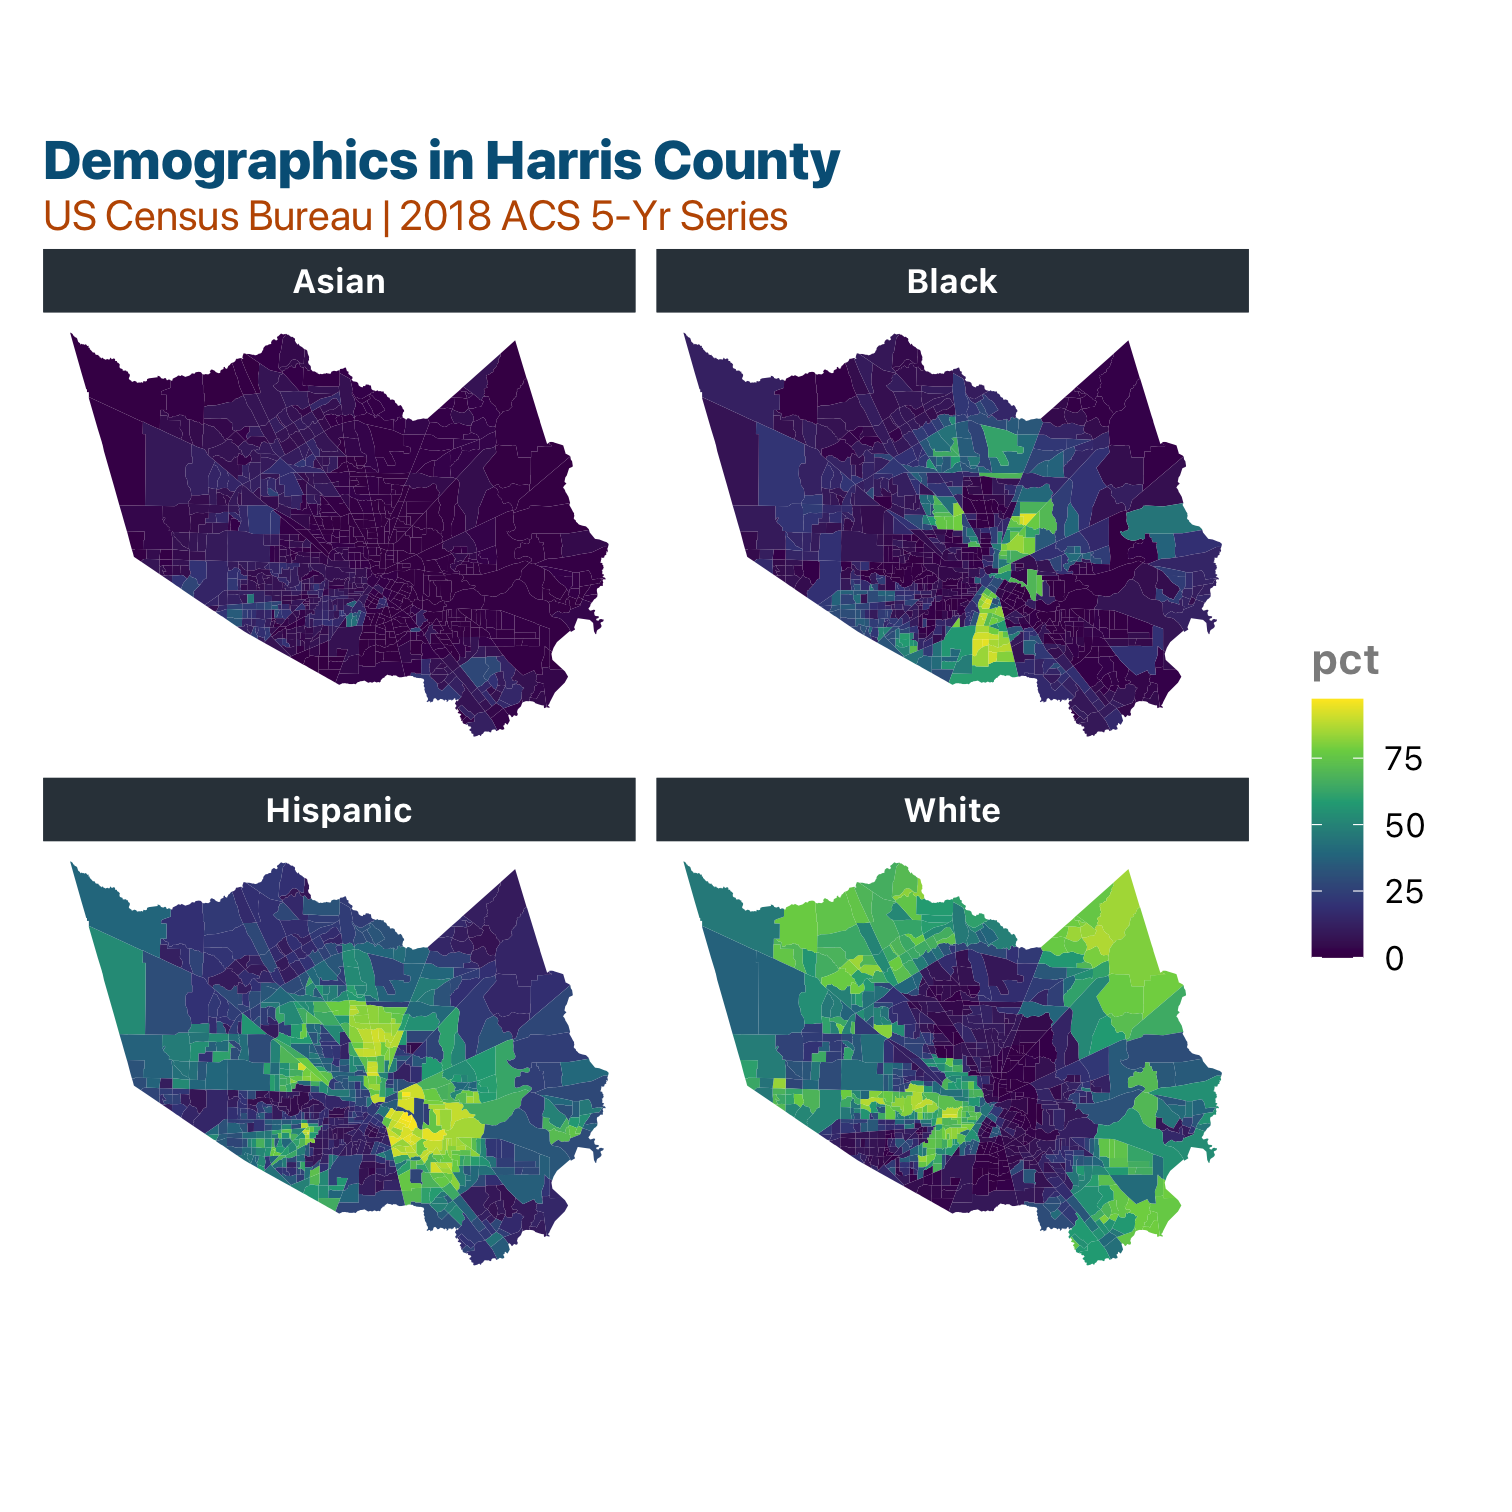 Demographics in Harris County
US Census Bureau | 2018 ACS 5-Yr Series
Asian
Black
Hispanic
White
pct
75
50
25
0